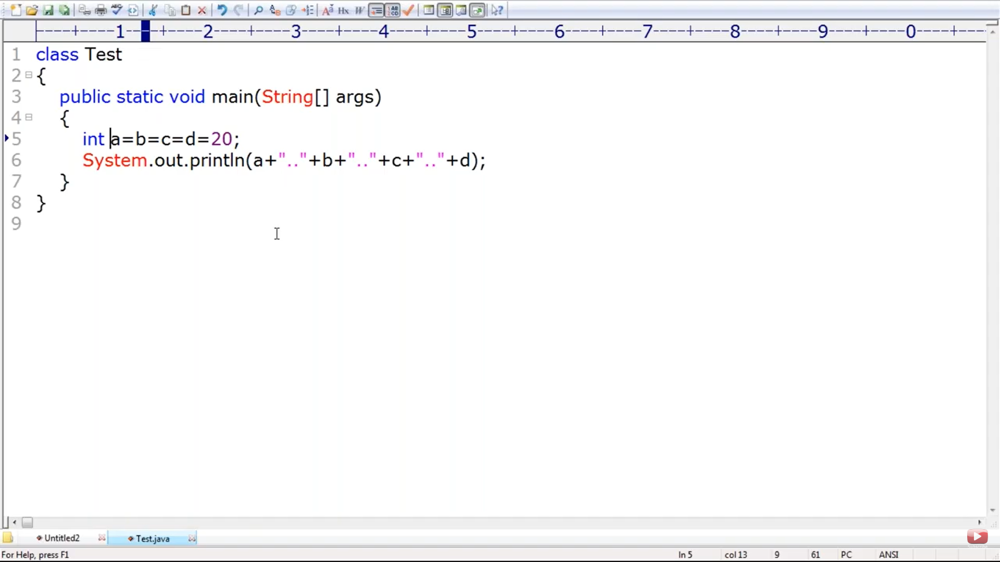 ----+----1----+----2----+----3----+----4----+----5----+----6----+----7----+----8----+----9----+----0----+---
1 class Test
2 {
3 public static void main(String[] args)
4 {
5 int a=b=c=d=20;
6 System.out.println(a+".."+b+".."+c+".."+d);
7 }
8 }
9
Untitled2 Test.java
For Help, press F1 ln 5 col 13 9 61 PC ANSI